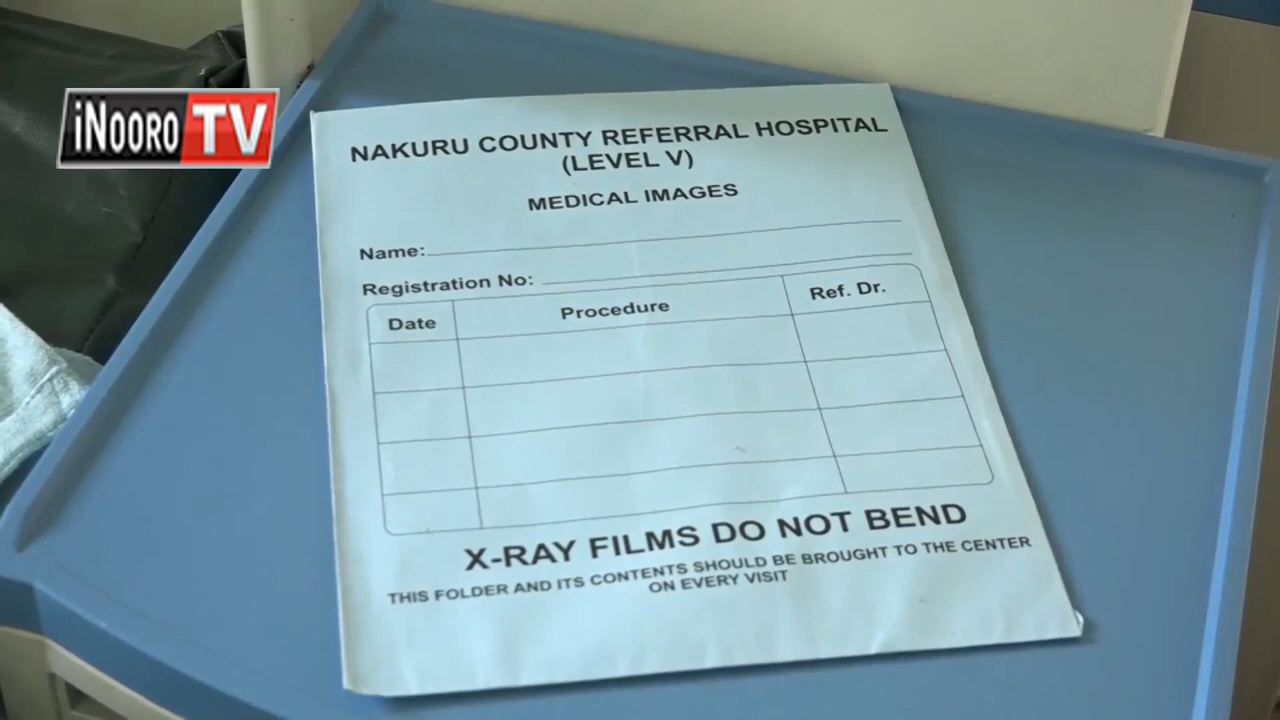 iNOORO TV
NAKURU COUNTY REFERRAL HOSPITAL
(LEVEL V)
MEDICAL IMAGES
Name:
Registration No:
Date Procedure Ref. Dr.
X-RAY FILMS DO NOT BEND
THIS FOLDER AND ITS CONTENTS SHOULD BE BROUGHT TO THE CENTER
ON EVERY VISIT